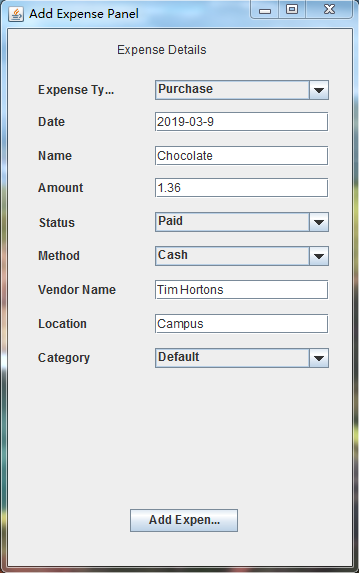 Add Expense Panel
Expense Details
Expense Ty... Purchase
Date 2019-03-9
Name Chocolate
Amount 1.36
Status Paid
Method Cash
Vendor Name Tim Hortons
Location Campus
Category Default
Add Expen...